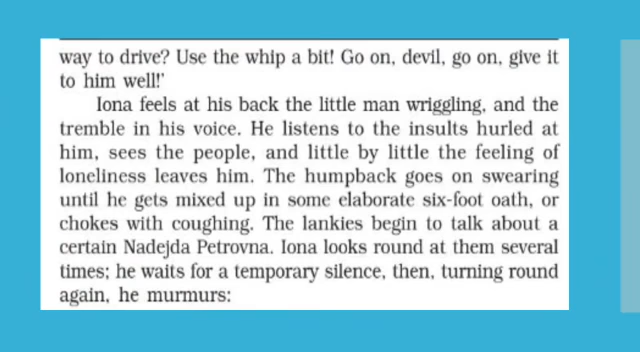 way to drive? Use the whip a bit! Go on, devil, go on, give it
to him well!'
Iona feels at his back the little man wriggling, and the
tremble in his voice. He listens to the insults hurled at
him, sees the people, and little by little the feeling of
loneliness leaves him. The humpback goes on swearing
until he gets mixed up in some elaborate six-foot oath, or
chokes with coughing. The lankies begin to talk about a
certain Nadejda Petrovna. Iona looks round at them several
times; he waits for a temporary silence, then, turning round
again, he murmurs: